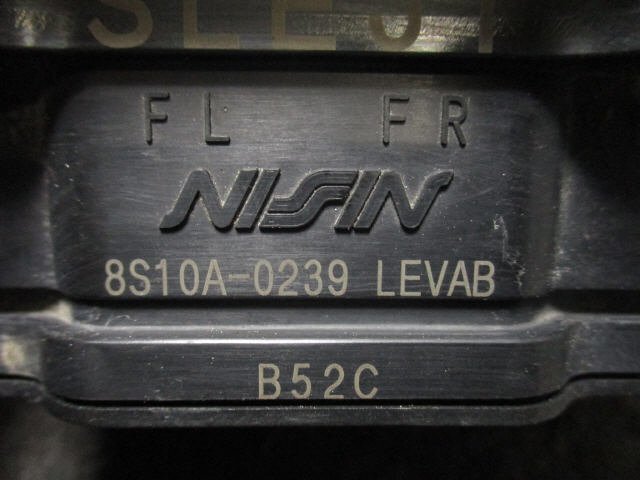 FL FR
NISSIN
8S10A-0239 LEVAB
B52C